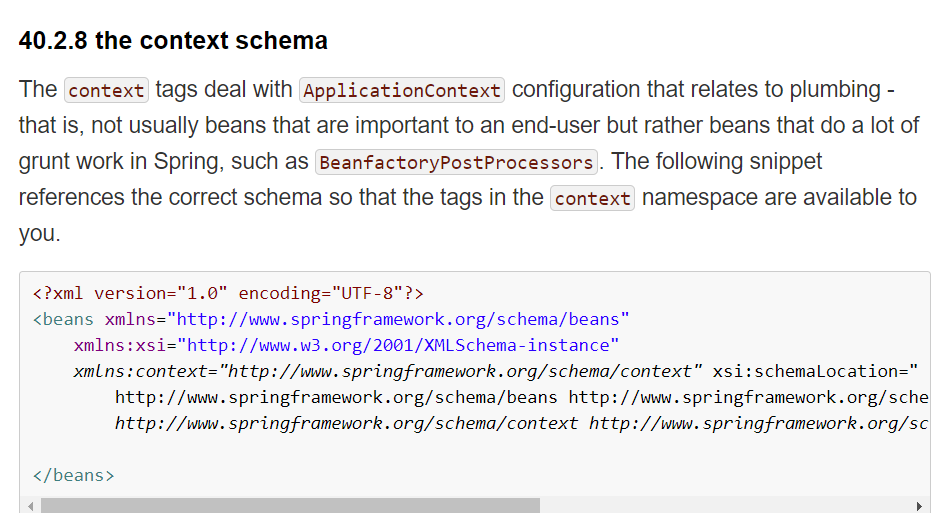 40.2.8 the context schema
The context tags deal with ApplicationContext configuration that relates to plumbing -
that is, not usually beans that are important to an end-user but rather beans that do a lot of
grunt work in Spring, such as BeanfactoryPostProcessors. The following snippet
references the correct schema so that the tags in the context namespace are available to
you.
<?xml version="1.0" encoding="UTF-8"?>
<beans xmlns="http://www.springframework.org/schema/beans"
    xmlns:xsi="http://www.w3.org/2001/XMLSchema-instance"
    xmlns:context="http://www.springframework.org/schema/context" xsi:schemaLocation="
        http://www.springframework.org/schema/beans http://www.springframework.org/sche
        http://www.springframework.org/schema/context http://www.springframework.org/sc
</beans>